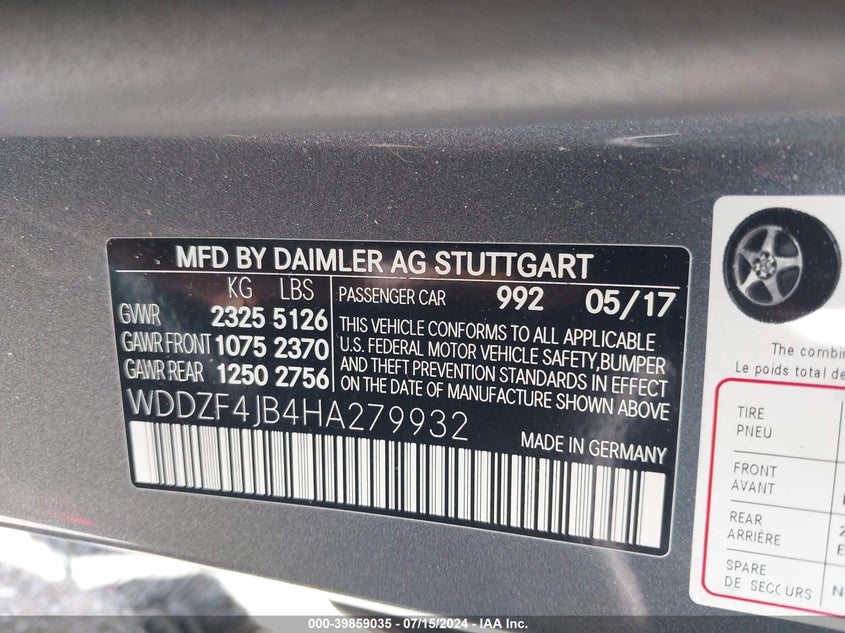 MFD BY DAIMLER AG STUTTGART
KG LBS
GVWR 2325 5126
GAWR FRONT 1075 2370
GAWR REAR 1250 2756
PASSENGER CAR 992 05/17
THIS VEHICLE CONFORMS TO ALL APPLICABLE
U.S. FEDERAL MOTOR VEHICLE SAFETY,BUMPER
AND THEFT PREVENTION STANDARDS IN EFFECT
ON THE DATE OF MANUFACTURE SHOWN ABOVE
WDDZF4JB4HA279932
MADE IN GERMANY
The combin
Le poids total de
TIRE
PNEU
FRONT
AVANT
REAR
ARRIÈRE
SPARE
DE SECOURS
000-39859035 - 07/15/2024 - IAA Inc.